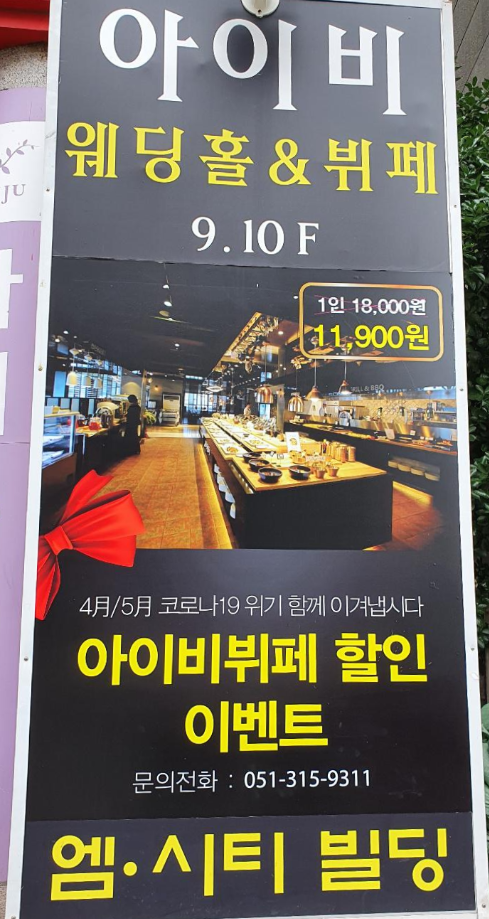 아이비
웨딩홀&뷔페
9.10F
1인 18,000원
11,900원
GRILL & BBQ
4月/5月 코로나19 위기 함께 이겨냅시다
아이비뷔페 할인
이벤트
문의전화 : 051-315-9311
엠·시티 빌딩
JU